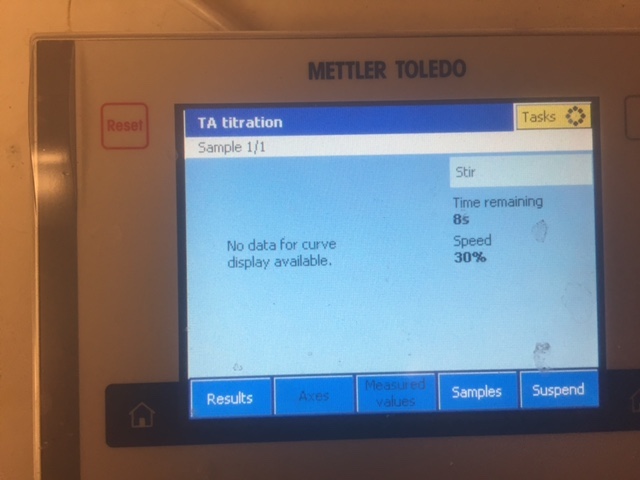 METTLER TOLEDO
Reset
TA titration
Tasks
Sample 1/1
Stir
Time remaining
8s
Speed
30%
No data for curve
display available.
Results
Axes
Measured
values
Samples
Suspend